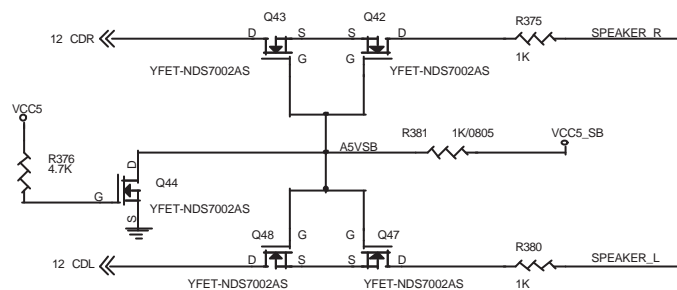 Q43 Q42
R375
12 CDR D S S D SPEAKER_R
G G 1K
YFET-NDS7002AS YFET-NDS7002AS
VCC5
R381 1K/0805 VCC5_SB
A5VSB
R376
4.7K
D
Q44
G
YFET-NDS7002AS
S
Q48 G G Q47
R380
12 CDL D S S D SPEAKER_L
YFET-NDS7002AS YFET-NDS7002AS 1K